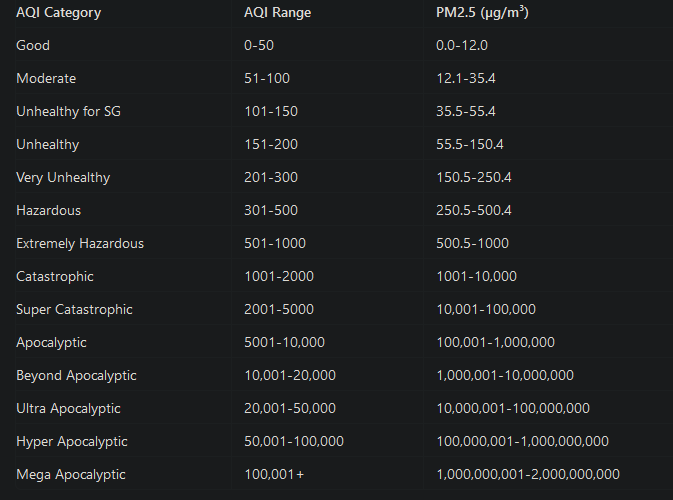 AQI Category AQI Range PM2.5 (µg/m³)
Good 0-50 0.0-12.0
Moderate 51-100 12.1-35.4
Unhealthy for SG 101-150 35.5-55.4
Unhealthy 151-200 55.5-150.4
Very Unhealthy 201-300 150.5-250.4
Hazardous 301-500 250.5-500.4
Extremely Hazardous 501-1000 500.5-1000
Catastrophic 1001-2000 1001-10,000
Super Catastrophic 2001-5000 10,001-100,000
Apocalyptic 5001-10,000 100,001-1,000,000
Beyond Apocalyptic 10,001-20,000 1,000,001-10,000,000
Ultra Apocalyptic 20,001-50,000 10,000,001-100,000,000
Hyper Apocalyptic 50,001-100,000 100,000,001-1,000,000,000
Mega Apocalyptic 100,001+ 1,000,000,001-2,000,000,000